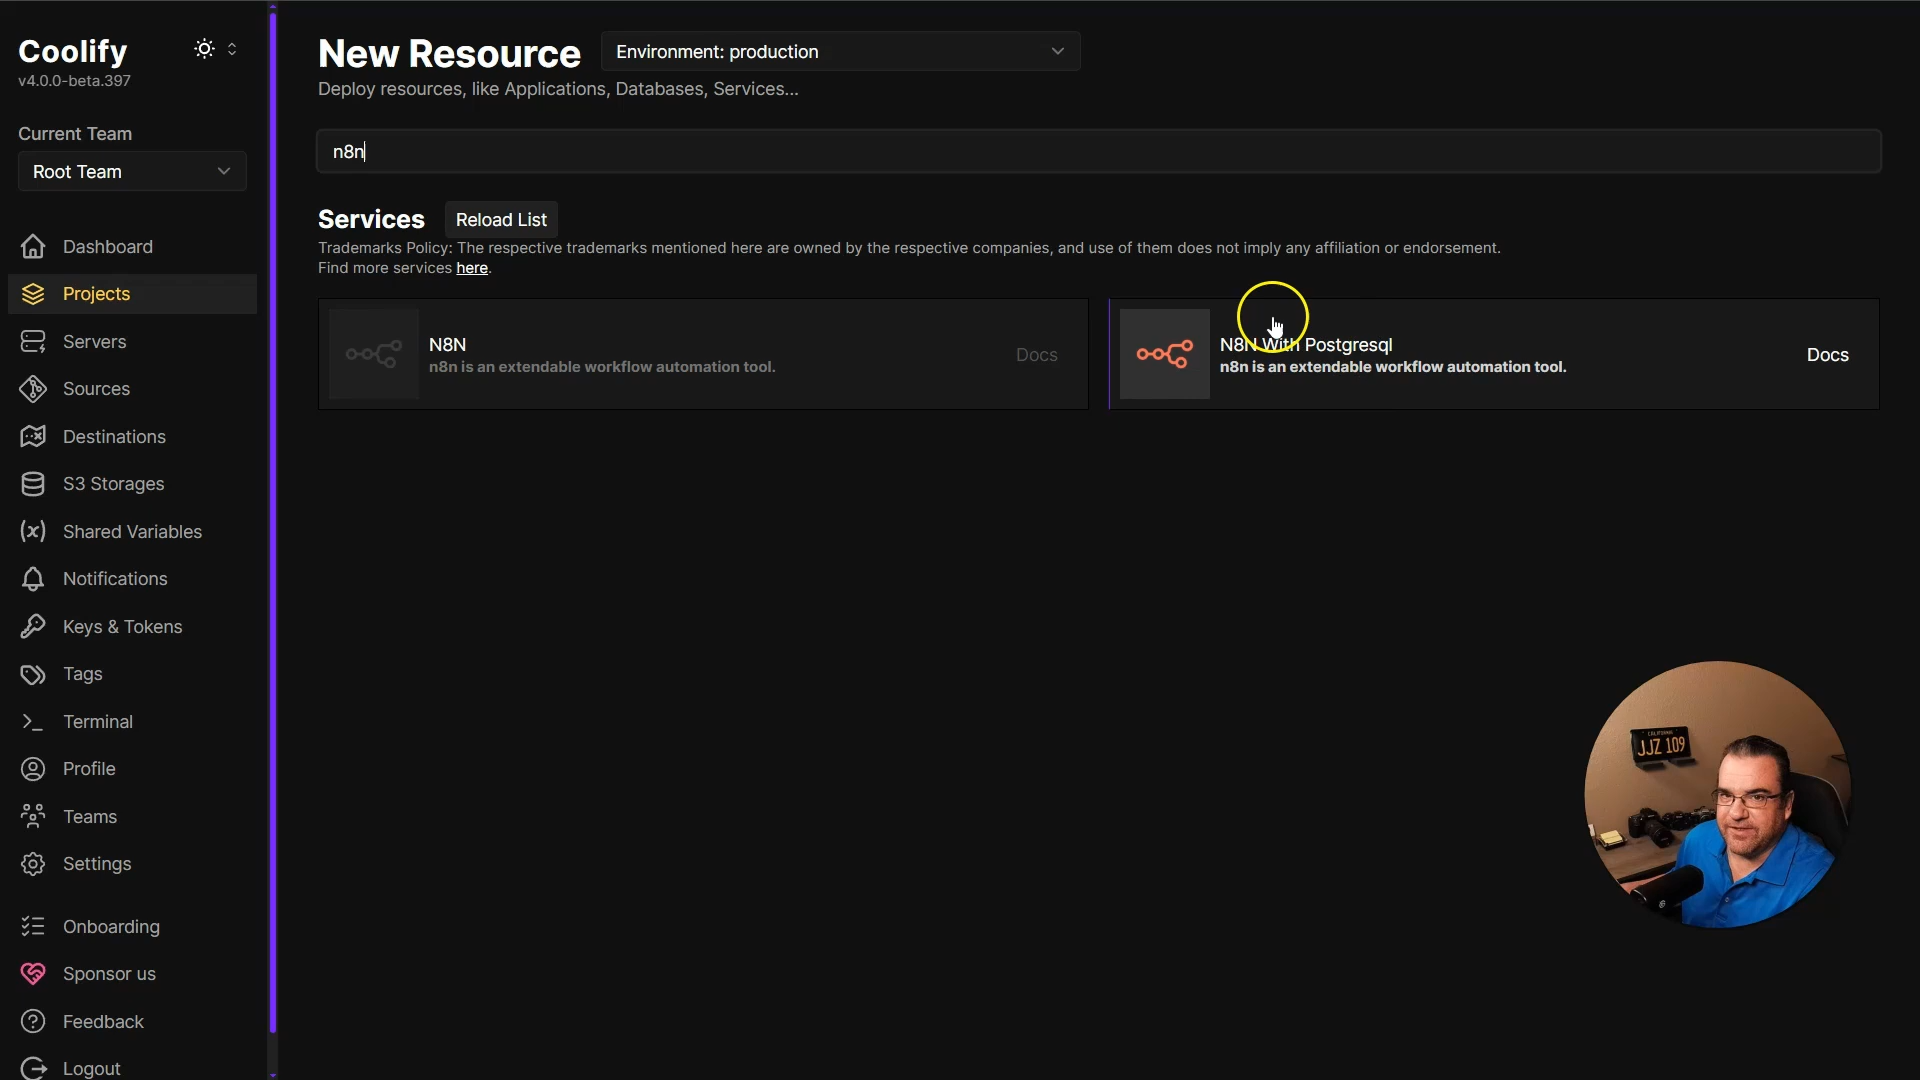 Coolify
v4.0.0-beta.397
Current Team
Root Team
Dashboard
Projects
Servers
Sources
Destinations
S3 Storages
Shared Variables
Notifications
Keys & Tokens
Tags
Terminal
Profile
Teams
Settings
Onboarding
Sponsor us
Feedback
Logout
New Resource
Environment: production
Deploy resources, like Applications, Databases, Services...
n8n
Services
Reload List
Trademarks Policy: The respective trademarks mentioned here are owned by the respective companies, and use of them does not imply any affiliation or endorsement.
Find more services here.
N8N
n8n is an extendable workflow automation tool.
Docs
N8N With Postgresql
n8n is an extendable workflow automation tool.
Docs
CALIFORNIA
JJZ 109